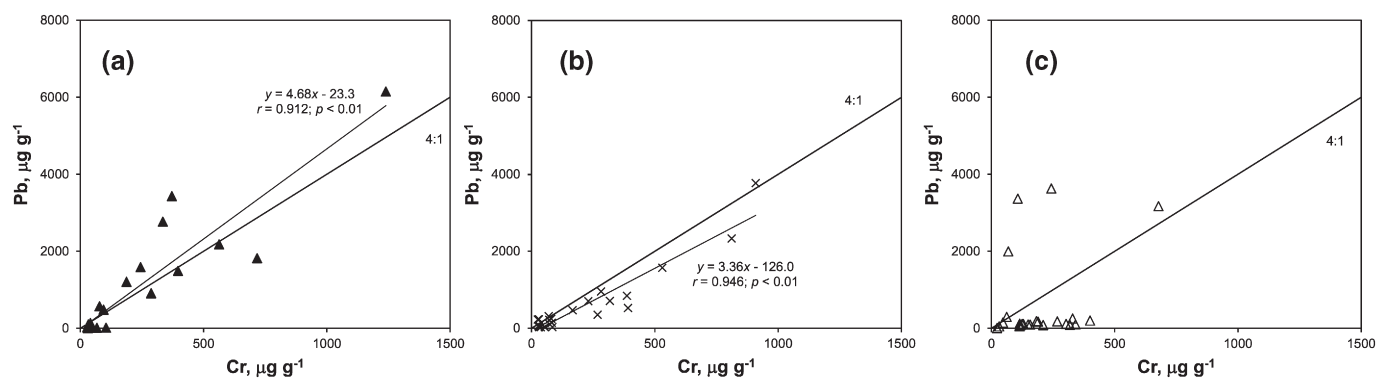 (a)
8000
6000
4000
2000
0
Pb, µg g⁻¹
y = 4.68x - 23.3
r = 0.912; p < 0.01
4:1
0 500 1000 1500
Cr, µg g⁻¹
(b)
8000
6000
4000
2000
0
Pb, µg g⁻¹
4:1
y = 3.36x - 126.0
r = 0.946; p < 0.01
0 500 1000 1500
Cr, µg g⁻¹
(c)
8000
6000
4000
2000
0
Pb, µg g⁻¹
4:1
0 500 1000 1500
Cr, µg g⁻¹